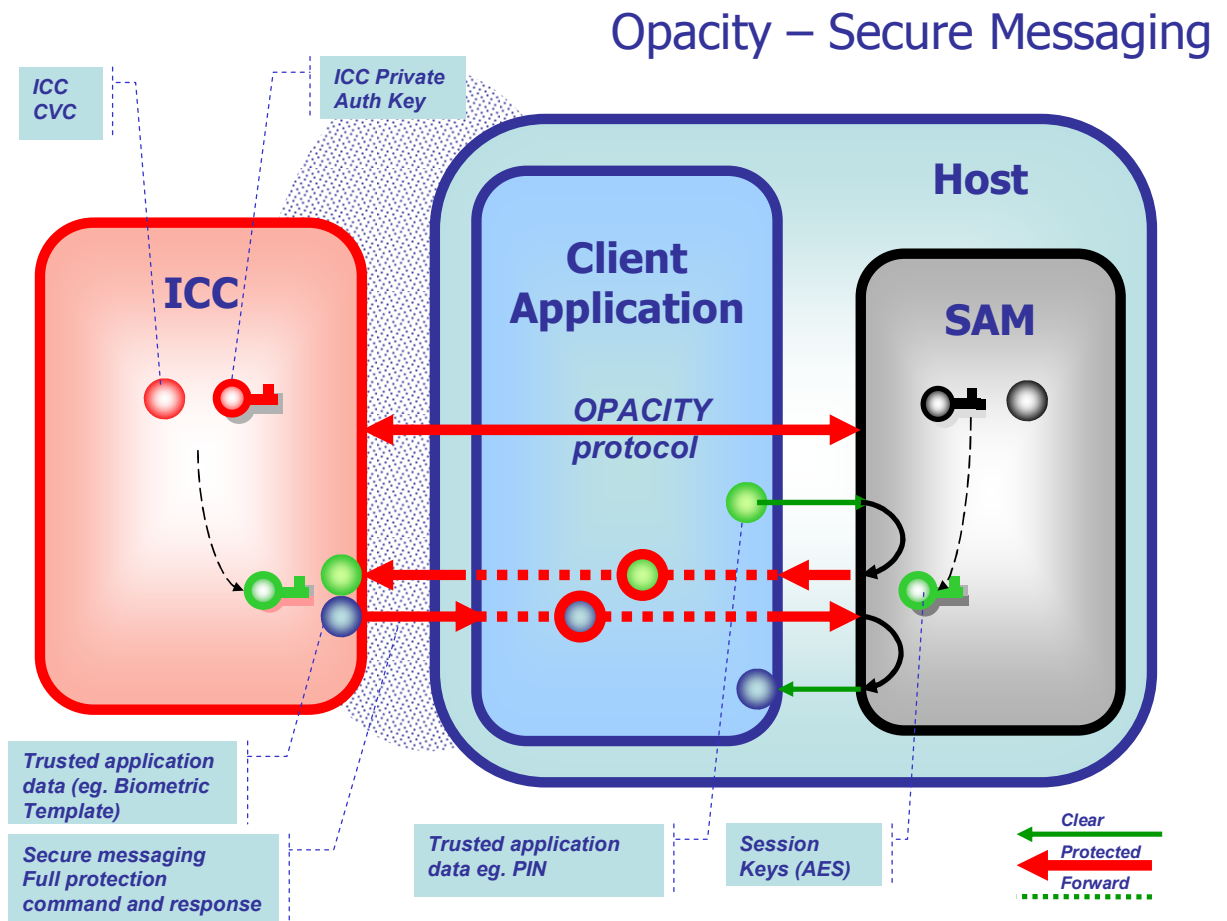 Opacity – Secure Messaging
ICC
CVC
ICC Private
Auth Key
Host
Client
Application
ICC
SAM
OPACITY
protocol
Trusted application
data (eg. Biometric
Template)
Secure messaging
Full protection
command and response
Trusted application
data eg. PIN
Session
Keys (AES)
Clear
Protected
Forward